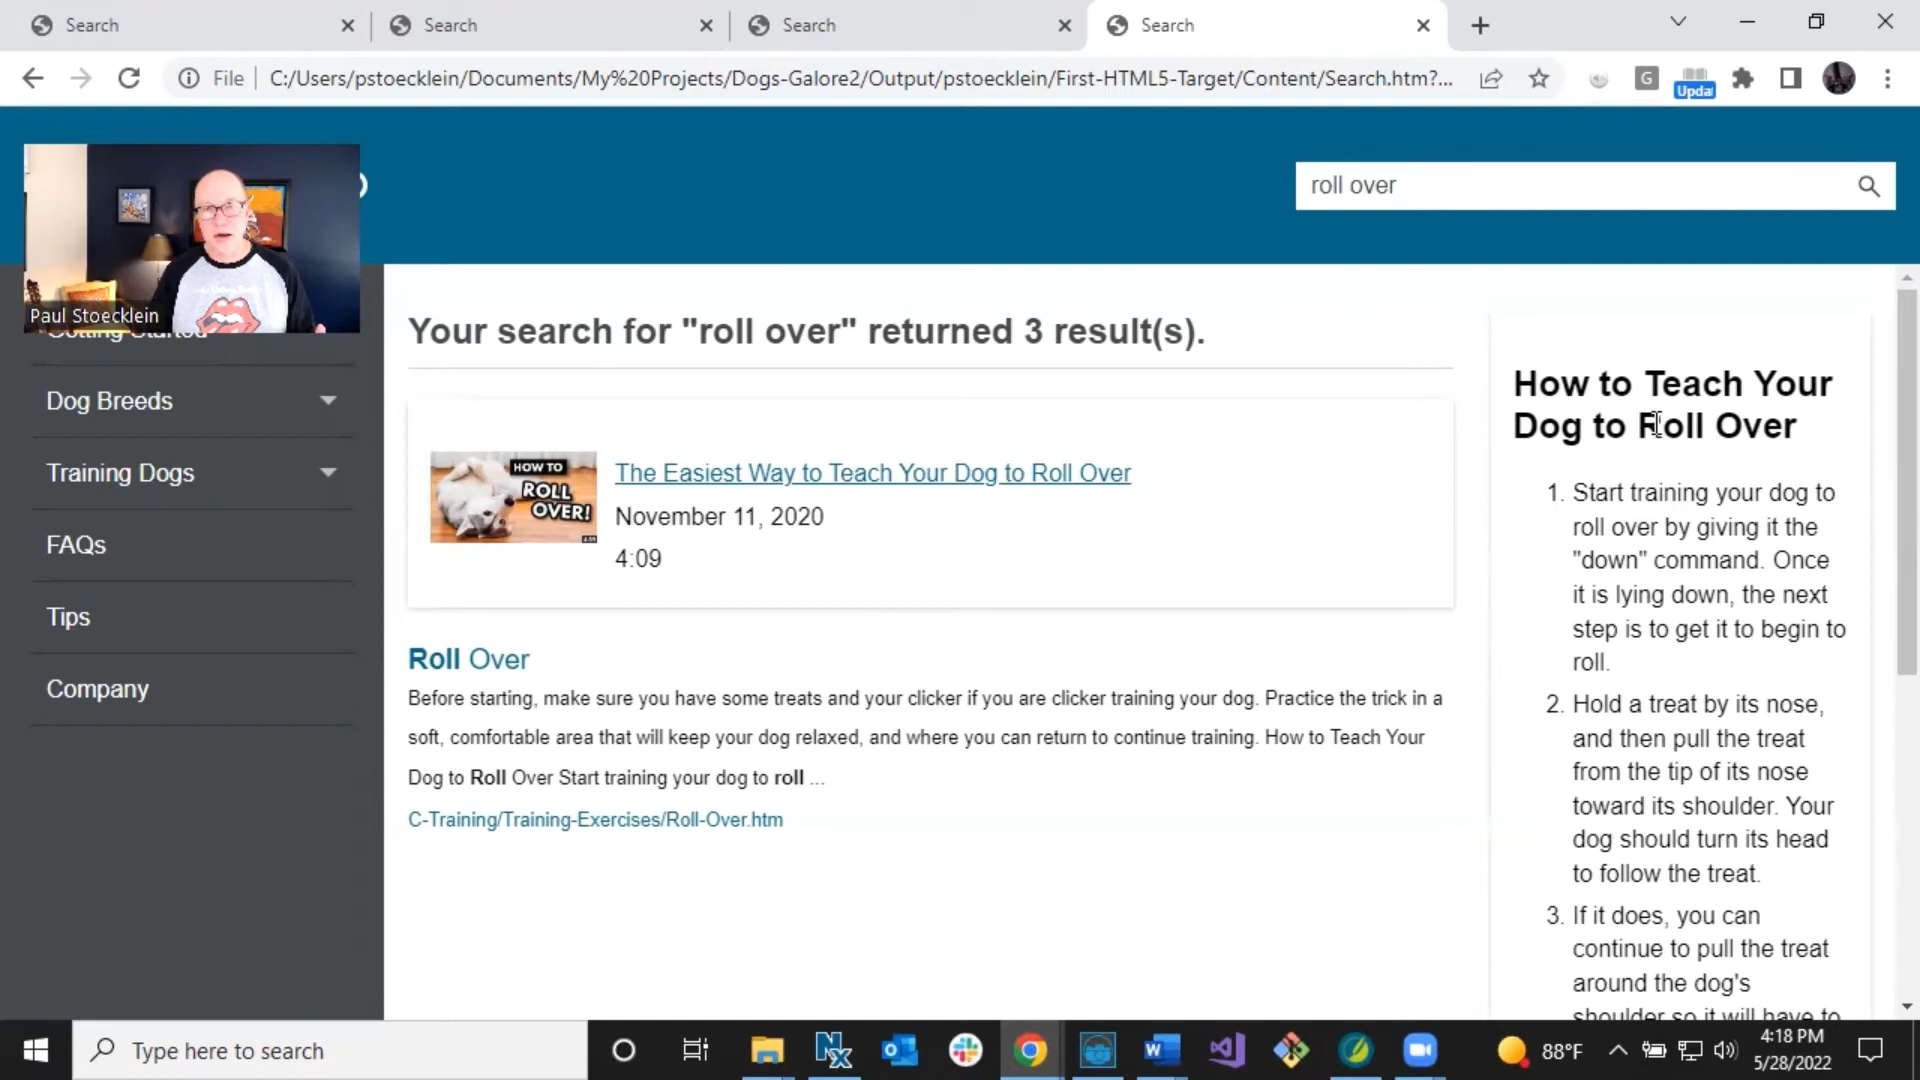 Search
Search
Search
Search
File
C:/Users/pstoecklein/Documents/My%20Projects/Dogs-Galore2/Output/pstoecklein/First-HTML5-Target/Content/Search.htm?...
G
Updat
roll over
Paul Stoecklein
Getting Started
Dog Breeds
Training Dogs
FAQs
Tips
Company
Your search for "roll over" returned 3 result(s).
HOW TO
ROLL
OVER!
The Easiest Way to Teach Your Dog to Roll Over
November 11, 2020
4:09
Roll Over
Before starting, make sure you have some treats and your clicker if you are clicker training your dog. Practice the trick in a
soft, comfortable area that will keep your dog relaxed, and where you can return to continue training. How to Teach Your
Dog to Roll Over Start training your dog to roll ...
C-Training/Training-Exercises/Roll-Over.htm
How to Teach Your
Dog to Roll Over
1. Start training your dog to
roll over by giving it the
"down" command. Once
it is lying down, the next
step is to get it to begin to
roll.
2. Hold a treat by its nose,
and then pull the treat
from the tip of its nose
toward its shoulder. Your
dog should turn its head
to follow the treat.
3. If it does, you can
continue to pull the treat
around the dog's
shoulder so it will have to
Type here to search
88°F
4:18 PM
5/28/2022